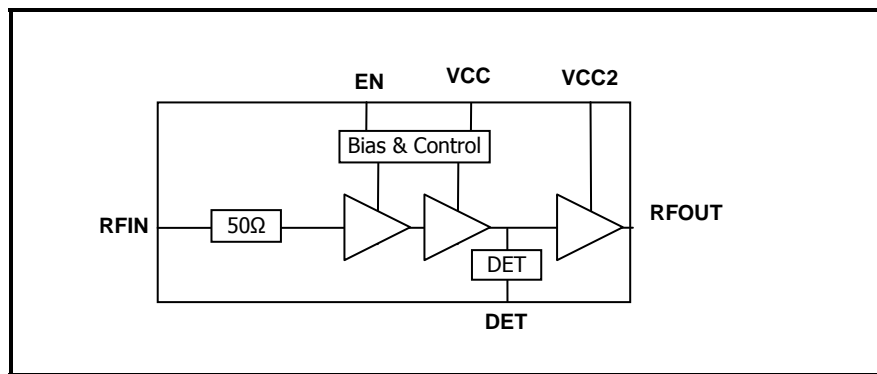 EN
VCC
VCC2
Bias & Control
RFIN
50Ω
RFOUT
DET
DET